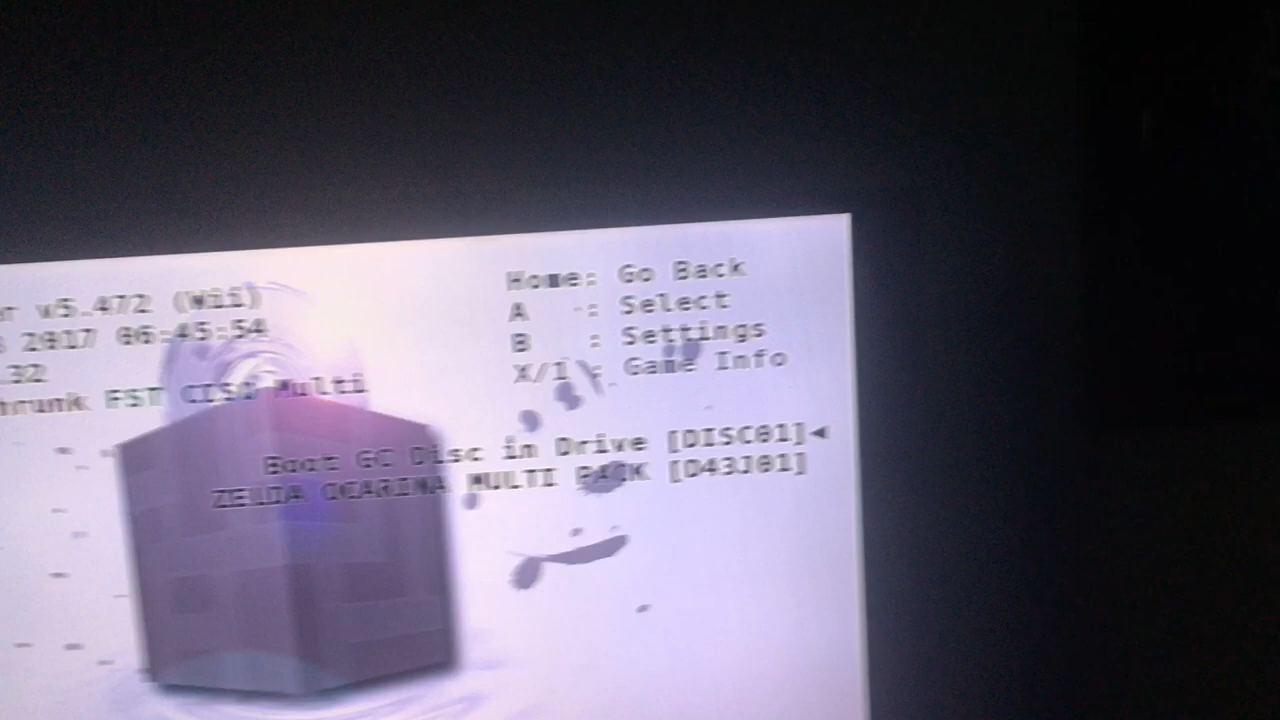 r v5.472 (Wii)
2017 06:45:54
.32
hrunk FST CISO Multi
Home: Go Back
A : Select
B : Settings
X/1 : Game Info
Boot GC Disc in Drive [DISC01]◄
ZELDA OCARINA MULTI PACK [D43J01]